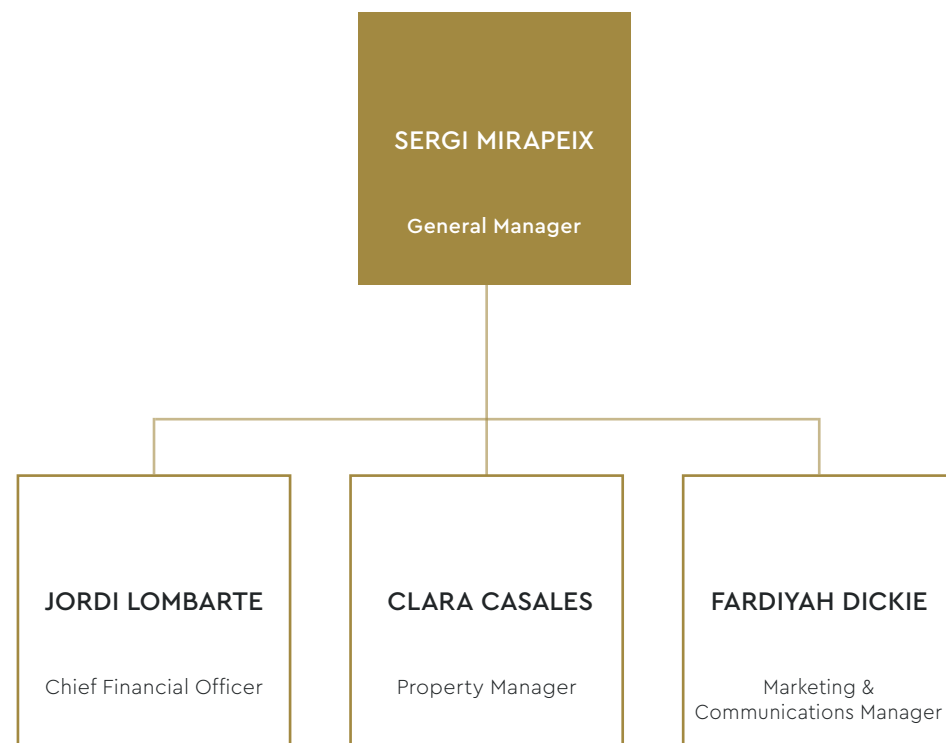 SERGI MIRAPEIX
General Manager
JORDI LOMBARTE
Chief Financial Officer
CLARA CASALES
Property Manager
FARDIYAH DICKIE
Marketing &
Communications Manager